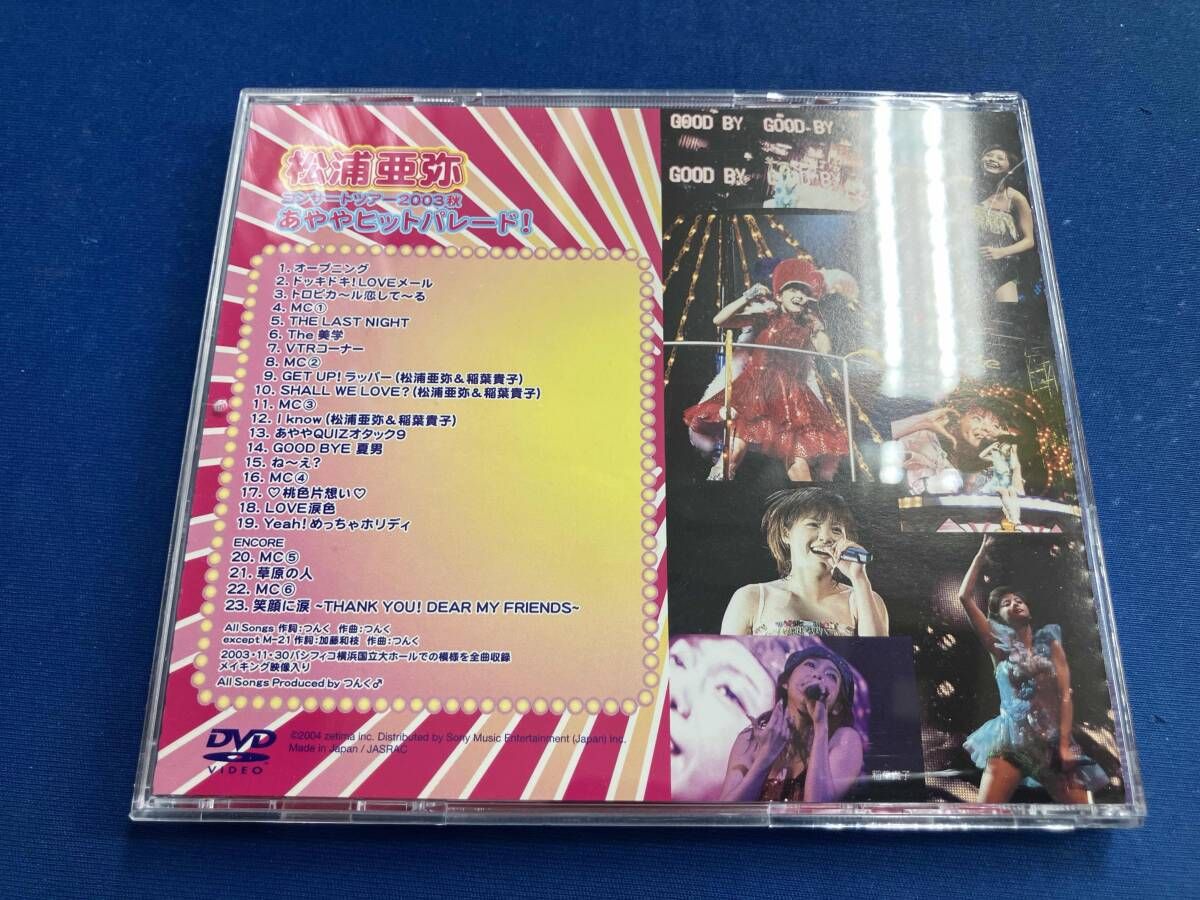 松浦亜弥
コンサートツアー2003秋
あややヒットパレード!
1. オープニング
2. ドッキドキ!LOVEメール
3. トロピカ〜ル恋して〜る
4. MC①
5. THE LAST NIGHT
6. The 美学
7. VTRコーナー
8. MC②
9. GET UP! ラッパー(松浦亜弥&稲葉貴子)
10. SHALL WE LOVE?(松浦亜弥&稲葉貴子)
11. MC③
12. I know(松浦亜弥&稲葉貴子)
13. あややQUIZオタック9
14. GOOD BYE 夏男
15. ね〜え?
16. MC④
17. ♡桃色片想い♡
18. LOVE涙色
19. Yeah!めっちゃホリディ
ENCORE
20. MC⑤
21. 草原の人
22. MC⑥
23. 笑顔に涙 ~THANK YOU! DEAR MY FRIENDS~
All Songs 作詞:つんく 作曲:つんく
except M-21 作詞:加藤和枝 作曲:つんく
2003・11・30パシフィコ横浜国立大ホールでの模様を全曲収録
メイキング映像入り
All Songs Produced by つんく♂
DVD
VIDEO
©2004 zetima Inc. Distributed by Sony Music Entertainment (Japan) Inc.
Made in Japan / JASRAC
GOOD BY GOOD BY
GOOD BY GOOD BY
稲葉貴子